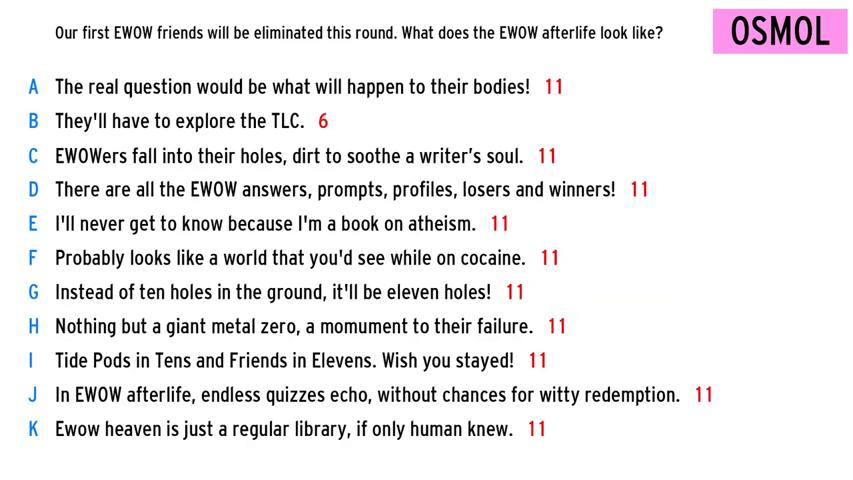 Our first EWOW friends will be eliminated this round. What does the EWOW afterlife look like?
OSMOL
A The real question would be what will happen to their bodies! 11
B They'll have to explore the TLC. 6
C EWOWers fall into their holes, dirt to soothe a writer’s soul. 11
D There are all the EWOW answers, prompts, profiles, losers and winners! 11
E I'll never get to know because I'm a book on atheism. 11
F Probably looks like a world that you'd see while on cocaine. 11
G Instead of ten holes in the ground, it'll be eleven holes! 11
H Nothing but a giant metal zero, a momument to their failure. 11
I Tide Pods in Tens and Friends in Elevens. Wish you stayed! 11
J In EWOW afterlife, endless quizzes echo, without chances for witty redemption. 11
K Ewow heaven is just a regular library, if only human knew. 11